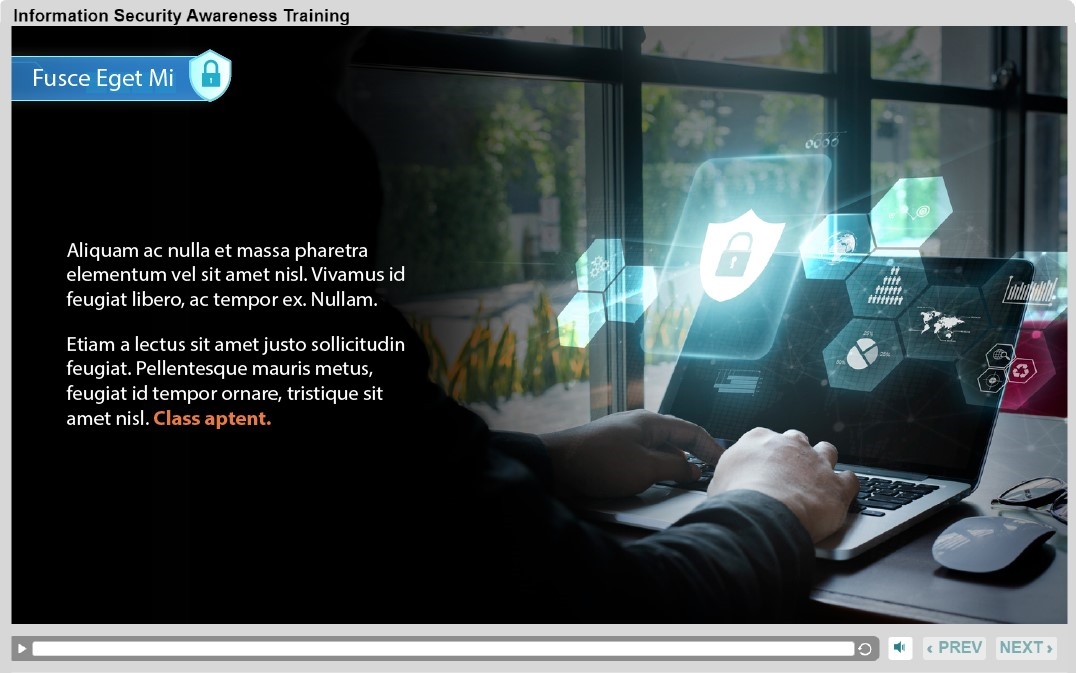 Information Security Awareness Training
Fusce Eget Mi
Aliquam ac nulla et massa pharetra
elementum vel sit amet nisl. Vivamus id
feugiat libero, ac tempor ex. Nullam.
Etiam a lectus sit amet justo sollicitudin
feugiat. Pellentesque mauris metus,
feugiat id tempor ornare, tristique sit
amet nisl. Class aptent.
‹ PREV
NEXT ›